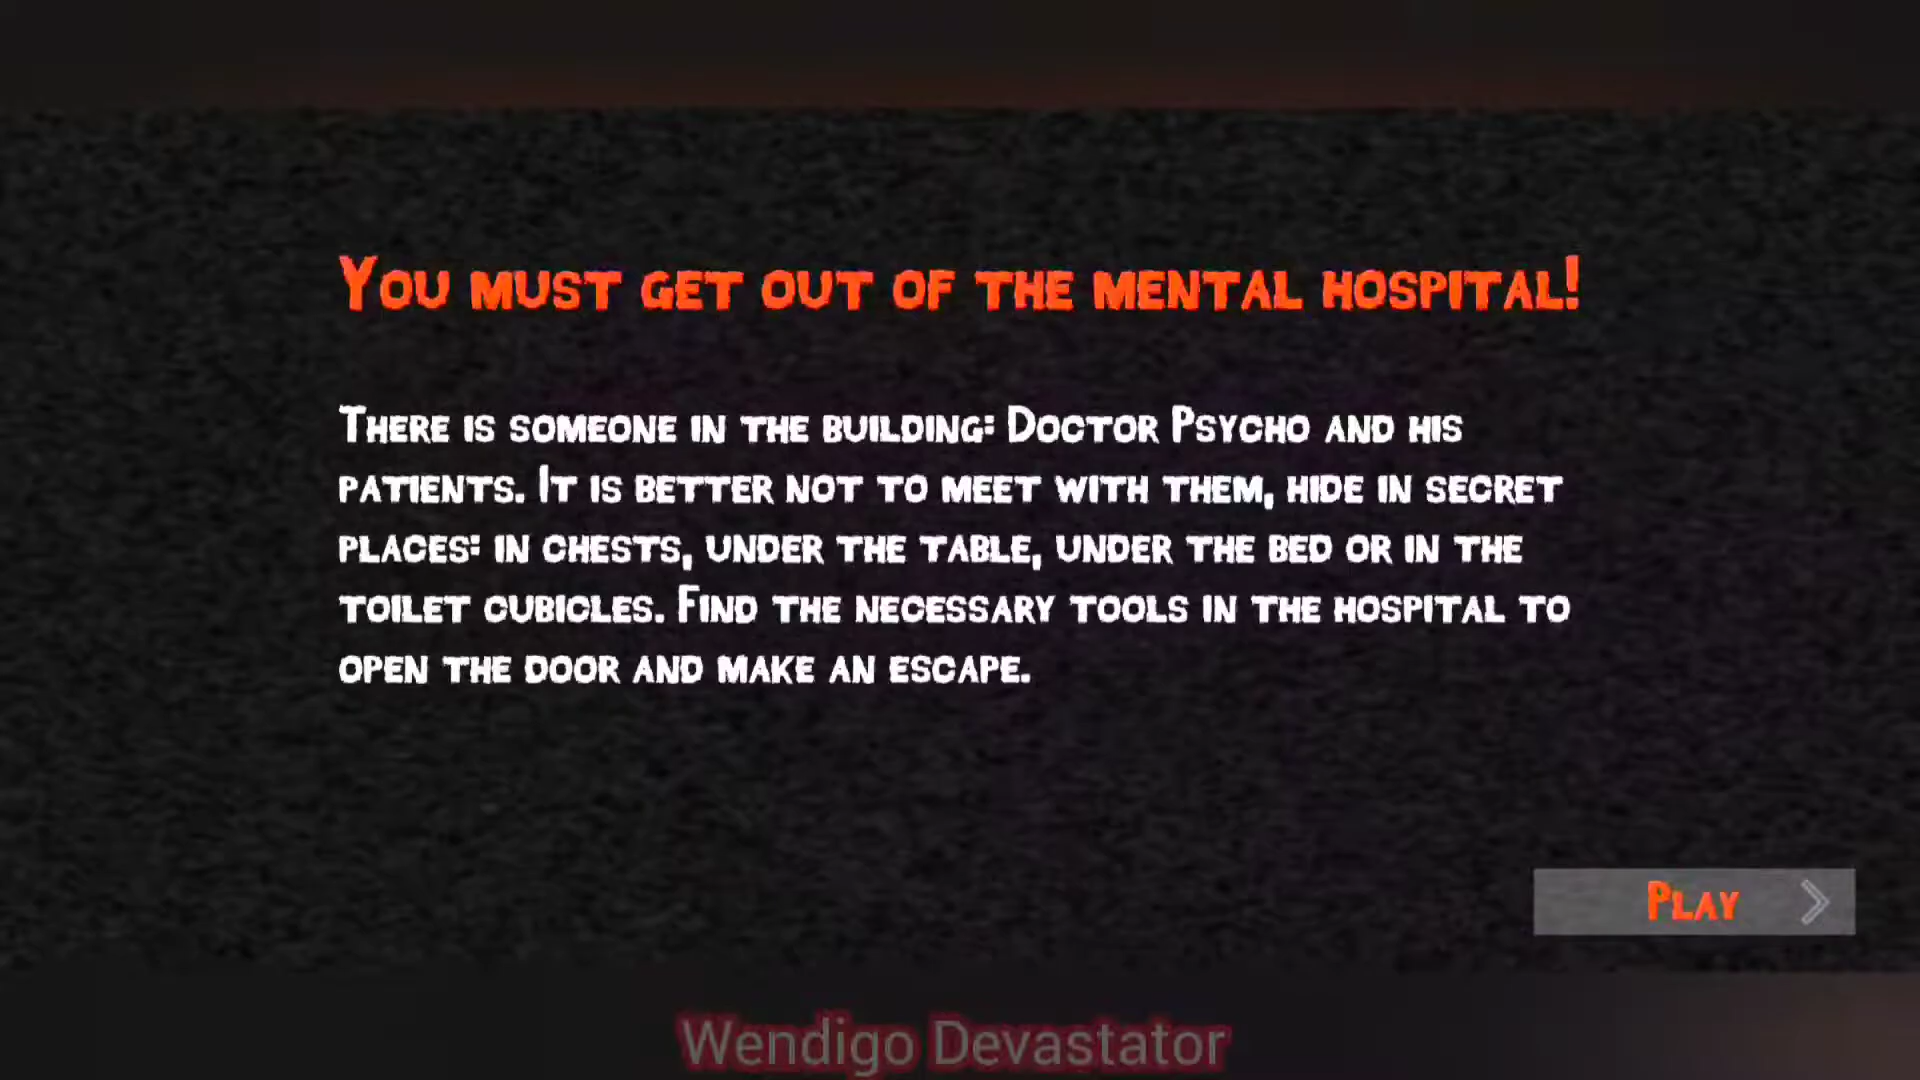 You must get out of the mental hospital!
There is someone in the building: Doctor Psycho and his
patients. It is better not to meet with them, hide in secret
places: in chests, under the table, under the bed or in the
toilet cubicles. Find the necessary tools in the hospital to
open the door and make an escape.
Play
Wendigo Devastator